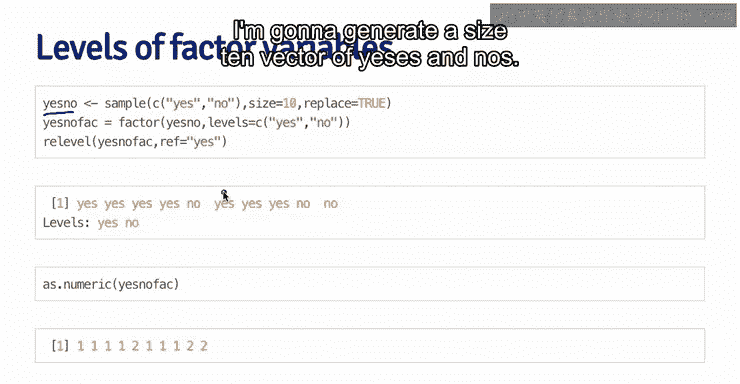 I'm gonna generate a size
Levels of factor variables
ten vector of yeses and nos.
yesno <- sample(c("yes","no"),size=10,replace=TRUE)
yesnofac = factor(yesno,levels=c("yes","no"))
relevel(yesnofac,ref="yes")
[1] yes yes yes yes no yes yes yes no no
Levels: yes no
as.numeric(yesnofac)
[1] 1 1 1 1 2 1 1 1 2 2